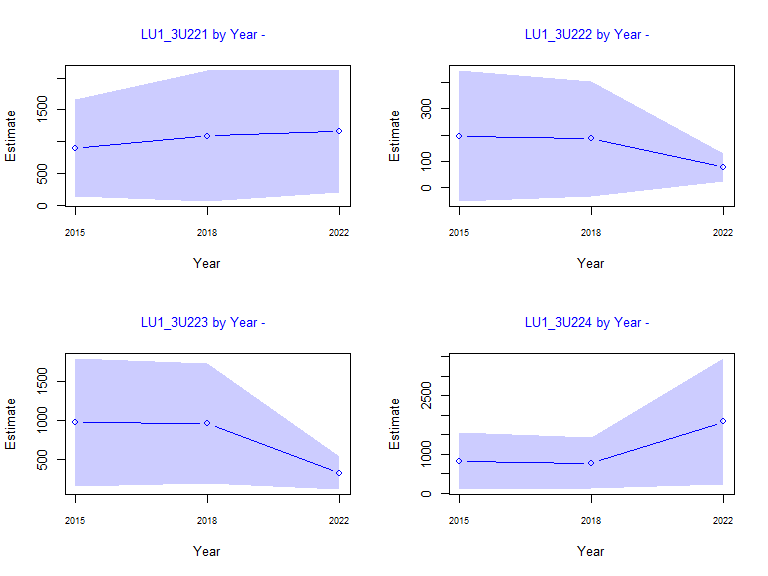 LU1_3U221 by Year -
Estimate
0
500
1500
2015
2018
2022
Year
LU1_3U222 by Year -
Estimate
0
100
300
2015
2018
2022
Year
LU1_3U223 by Year -
Estimate
500
1000
1500
2015
2018
2022
Year
LU1_3U224 by Year -
Estimate
0
1000
2500
2015
2018
2022
Year